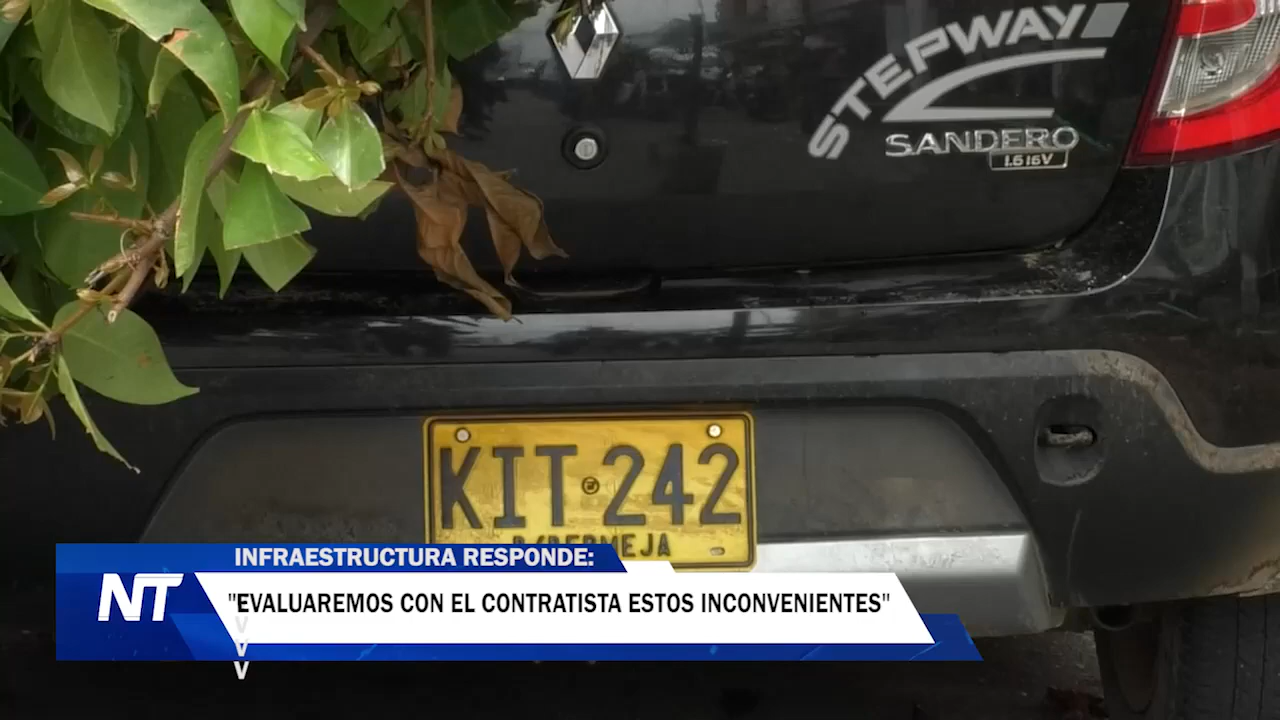 STEPWAY
SANDERO
1.6 16V
KIT 242
B/BERMEJA
INFRAESTRUCTURA RESPONDE:
NT
"EVALUAREMOS CON EL CONTRATISTA ESTOS INCONVENIENTES"
V
V
V